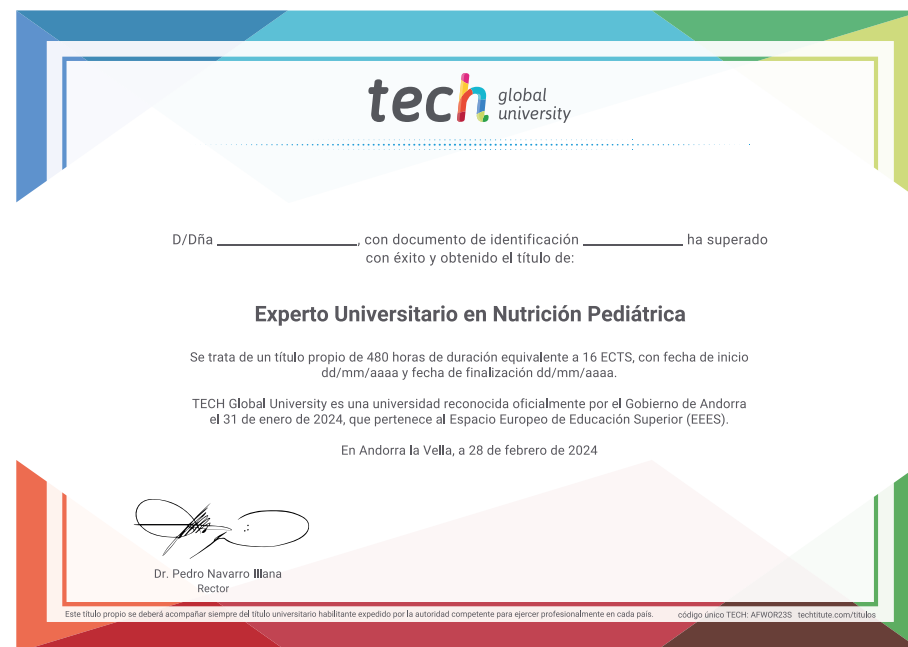 tech global university
D/Dña ________________, con documento de identificación ____________ ha superado
con éxito y obtenido el título de:
Experto Universitario en Nutrición Pediátrica
Se trata de un título propio de 480 horas de duración equivalente a 16 ECTS, con fecha de inicio
dd/mm/aaaa y fecha de finalización dd/mm/aaaa.
TECH Global University es una universidad reconocida oficialmente por el Gobierno de Andorra
el 31 de enero de 2024, que pertenece al Espacio Europeo de Educación Superior (EEES).
En Andorra la Vella, a 28 de febrero de 2024
Dr. Pedro Navarro Illana
Rector
Este título propio se deberá acompañar siempre del título universitario habilitante expedido por la autoridad competente para ejercer profesionalmente en cada país.
código único TECH: AFWOR23S techtitute.com/titulos